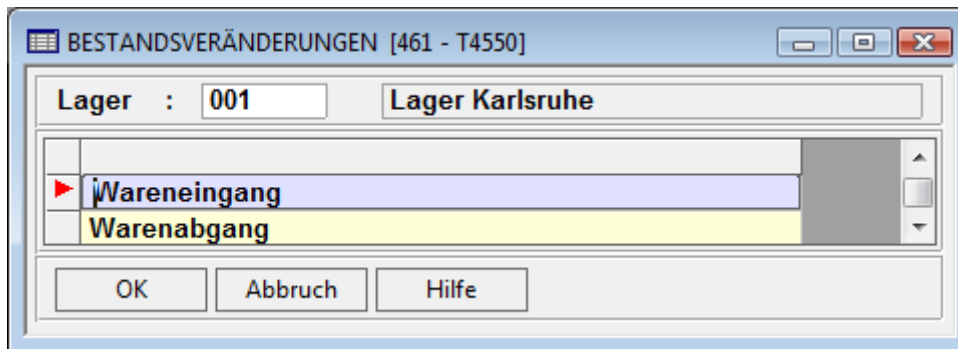 BESTANDSVERÄNDERUNGEN [461 - T4550]
Lager : 001 Lager Karlsruhe
Wareneingang
Warenabgang
OK Abbruch Hilfe